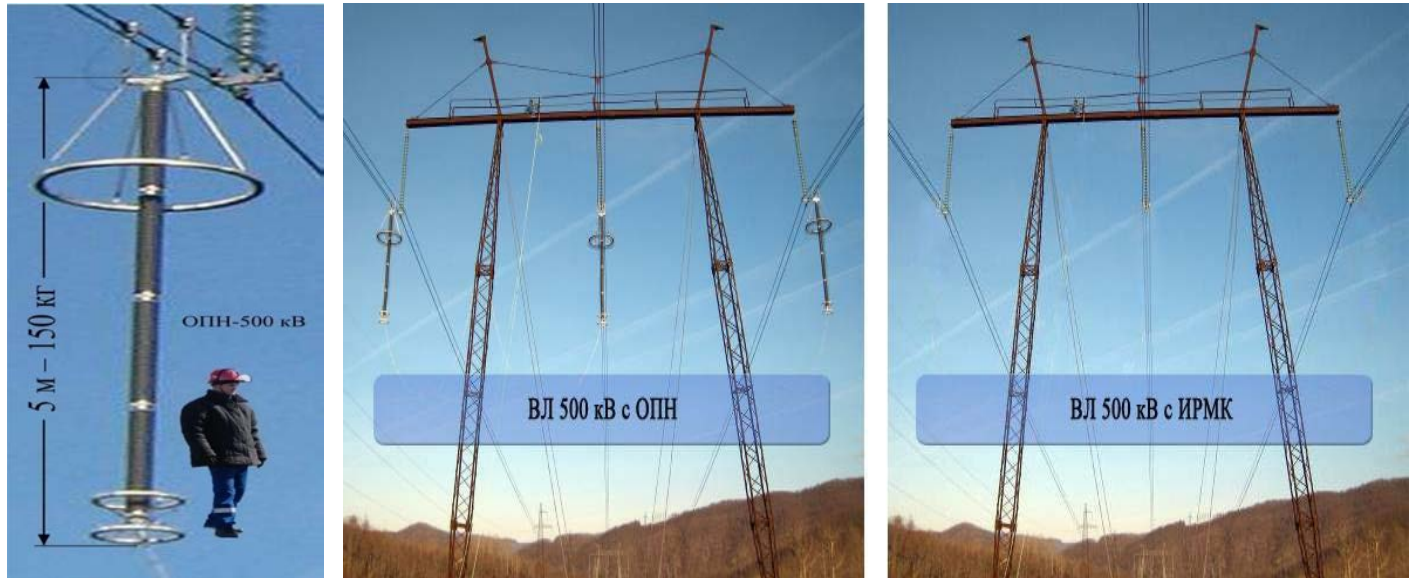 5 м – 150 кг
ОПН-500 кВ
ВЛ 500 кВ с ОПН
ВЛ 500 кВ с ИРМК